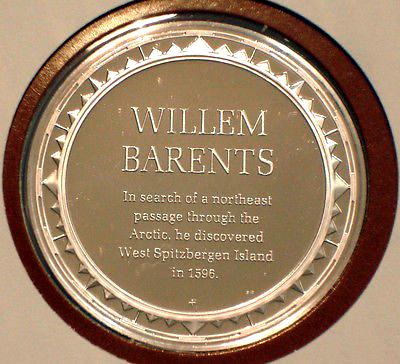 WILLEM
BARENTS
In search of a northeast
passage through the
Arctic, he discovered
West Spitzbergen Island
in 1596.